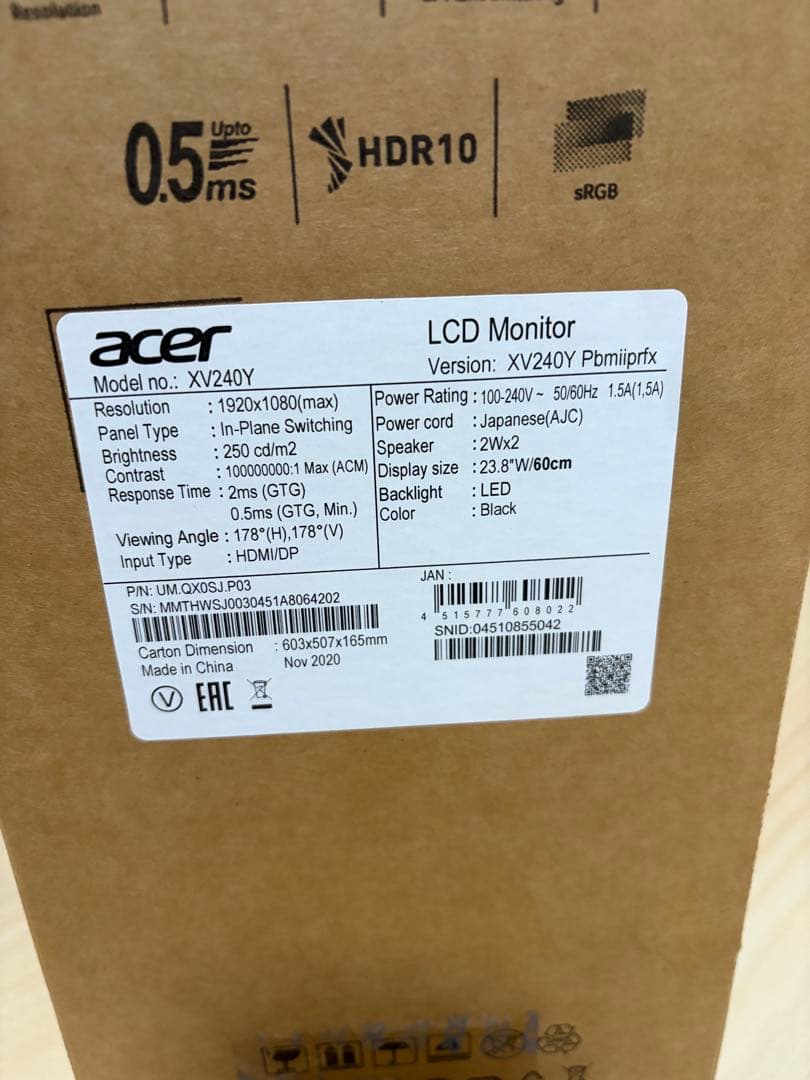 Resolution
Upto
0.5ms
HDR10
sRGB
acer
LCD Monitor
Model no.: XV240Y
Version: XV240Y Pbmiiprfx
Resolution : 1920x1080(max)
Panel Type : In-Plane Switching
Brightness : 250 cd/m2
Contrast : 100000000:1 Max (ACM)
Response Time : 2ms (GTG)
0.5ms (GTG, Min.)
Viewing Angle : 178°(H),178°(V)
Input Type : HDMI/DP
Power Rating : 100-240V~ 50/60Hz 1.5A(1,5A)
Power cord : Japanese(AJC)
Speaker : 2Wx2
Display size : 23.8"W/60cm
Backlight : LED
Color : Black
P/N: UM.QX0SJ.P03
S/N: MMTHWSJ0030451A8064202
Carton Dimension : 603x507x165mm
Made in China Nov 2020
V EAC
JAN :
4 515777 608022
SNID:04510855042